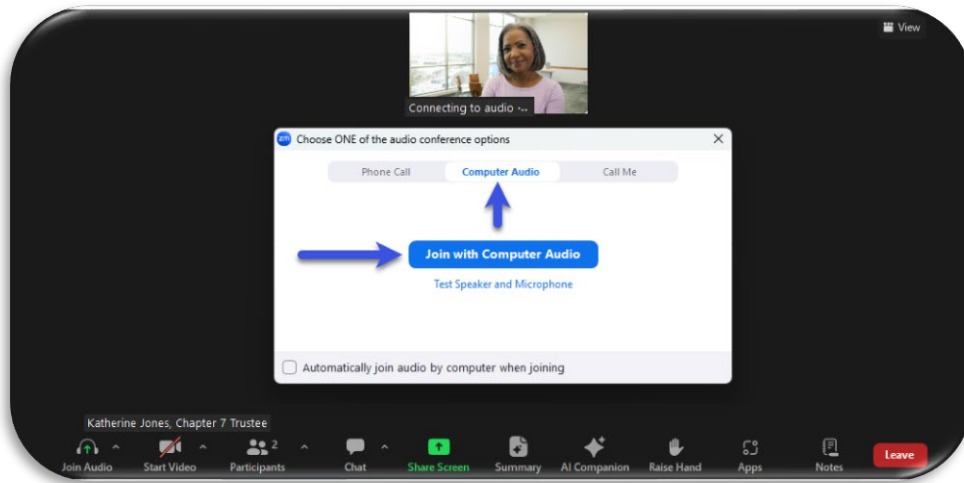 View
Connecting to audio ·..
zm Choose ONE of the audio conference options
Phone Call Computer Audio Call Me
Join with Computer Audio
Test Speaker and Microphone
Automatically join audio by computer when joining
Katherine Jones, Chapter 7 Trustee
2
Join Audio Start Video Participants Chat Share Screen Summary AI Companion Raise Hand Apps Notes Leave